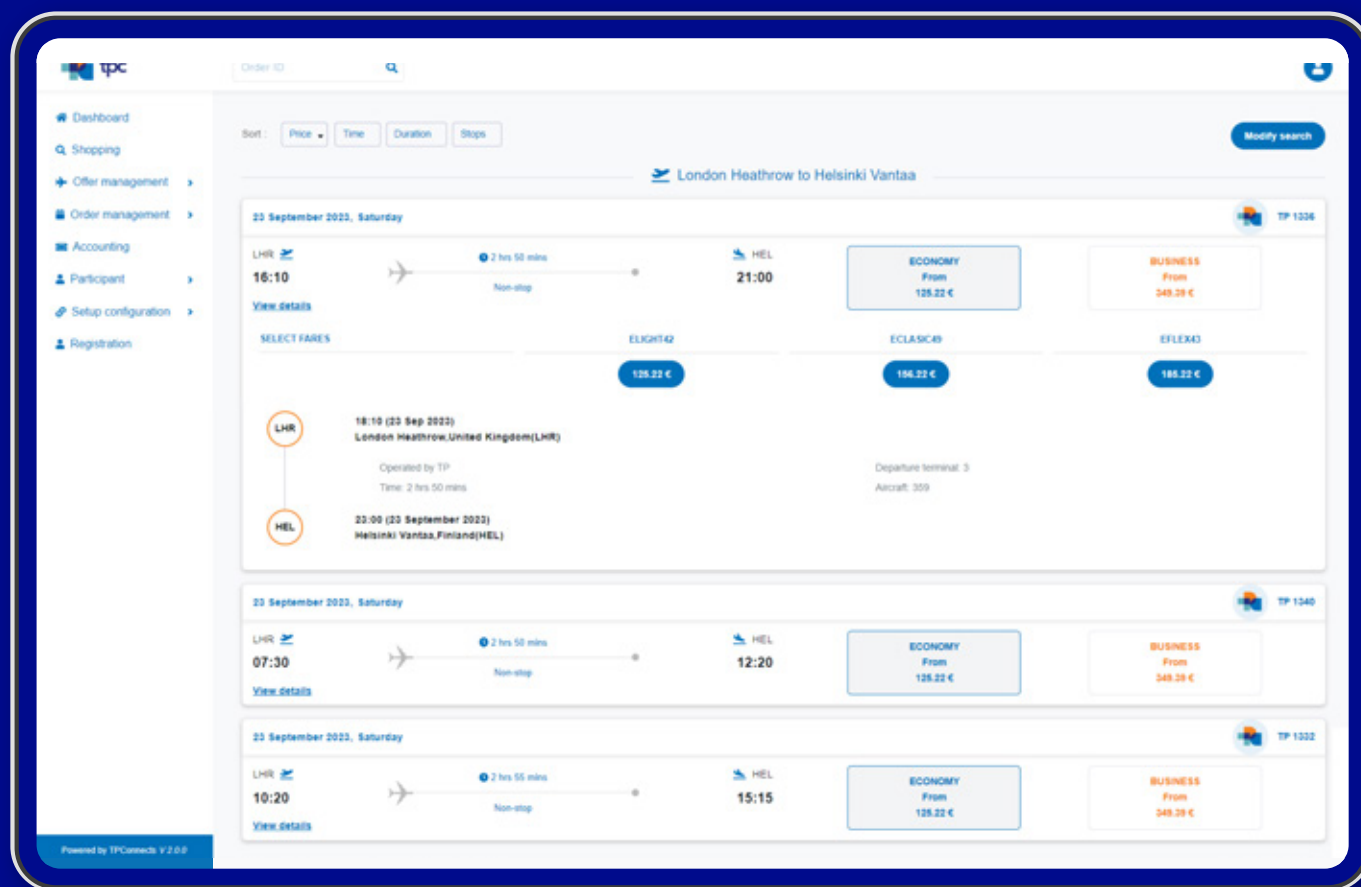 tpc
Order ID
Dashboard
Shopping
Offer management
Order management
Accounting
Participant
Setup configuration
Registration
Powered by TPConnects V 2.0.0
Sort : Price Time Duration Stops
Modify search
London Heathrow to Helsinki Vantaa
23 September 2023, Saturday
TP 1336
LHR
16:10
View details
2 hrs 50 mins
Non-stop
HEL
21:00
ECONOMY
From
125.22 €
BUSINESS
From
349.39 €
SELECT FARES
ELIGHT42
ECLASIC49
EFLEX43
125.22 €
156.22 €
185.22 €
LHR
18:10 (23 Sep 2023)
London Heathrow,United Kingdom(LHR)
Operated by TP
Departure terminal: 3
Time: 2 hrs 50 mins
Aircraft: 359
HEL
23:00 (23 September 2023)
Helsinki Vantaa,Finland(HEL)
23 September 2023, Saturday
TP 1340
LHR
07:30
View details
2 hrs 50 mins
Non-stop
HEL
12:20
ECONOMY
From
125.22 €
BUSINESS
From
349.39 €
23 September 2023, Saturday
TP 1332
LHR
10:20
View details
2 hrs 55 mins
Non-stop
HEL
15:15
ECONOMY
From
125.22 €
BUSINESS
From
349.39 €